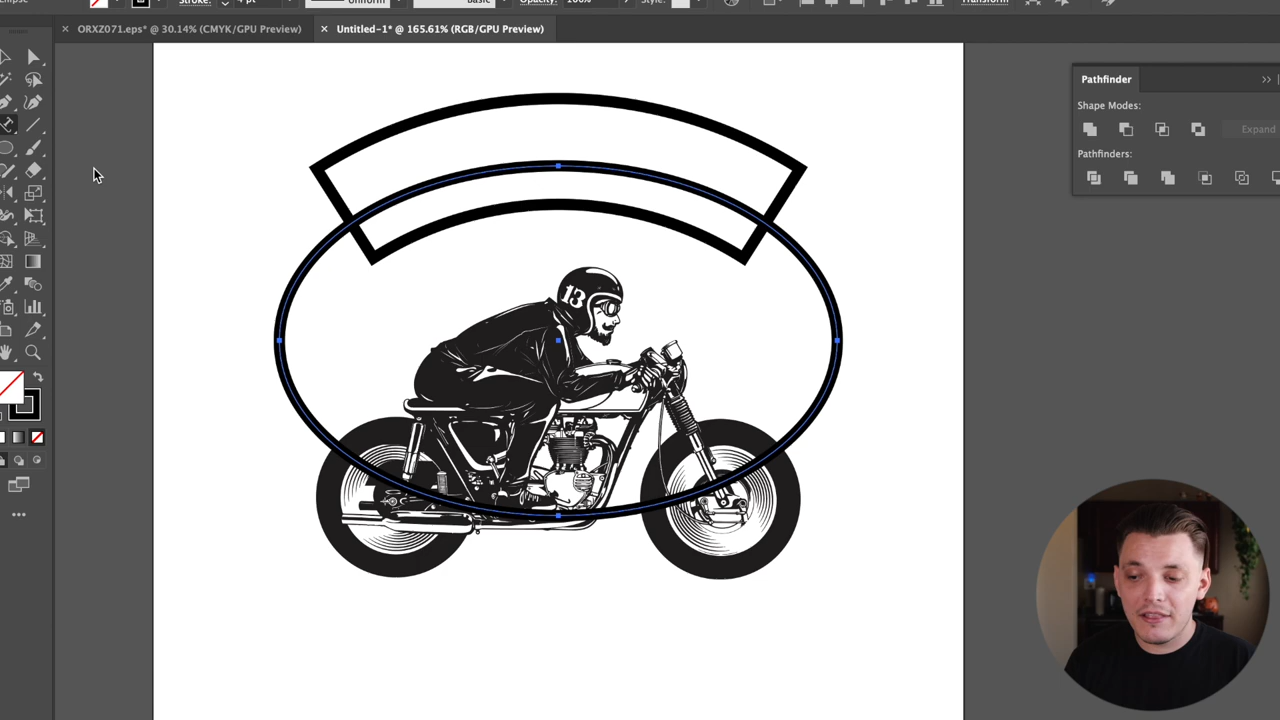 Stroke:
Uniform
Basic
Opacity:
100%
Style:
Transform
ORXZ071.eps* @ 30.14% (CMYK/GPU Preview)
Untitled-1* @ 165.61% (RGB/GPU Preview)
Pathfinder
Shape Modes:
Expand
Pathfinders:
13